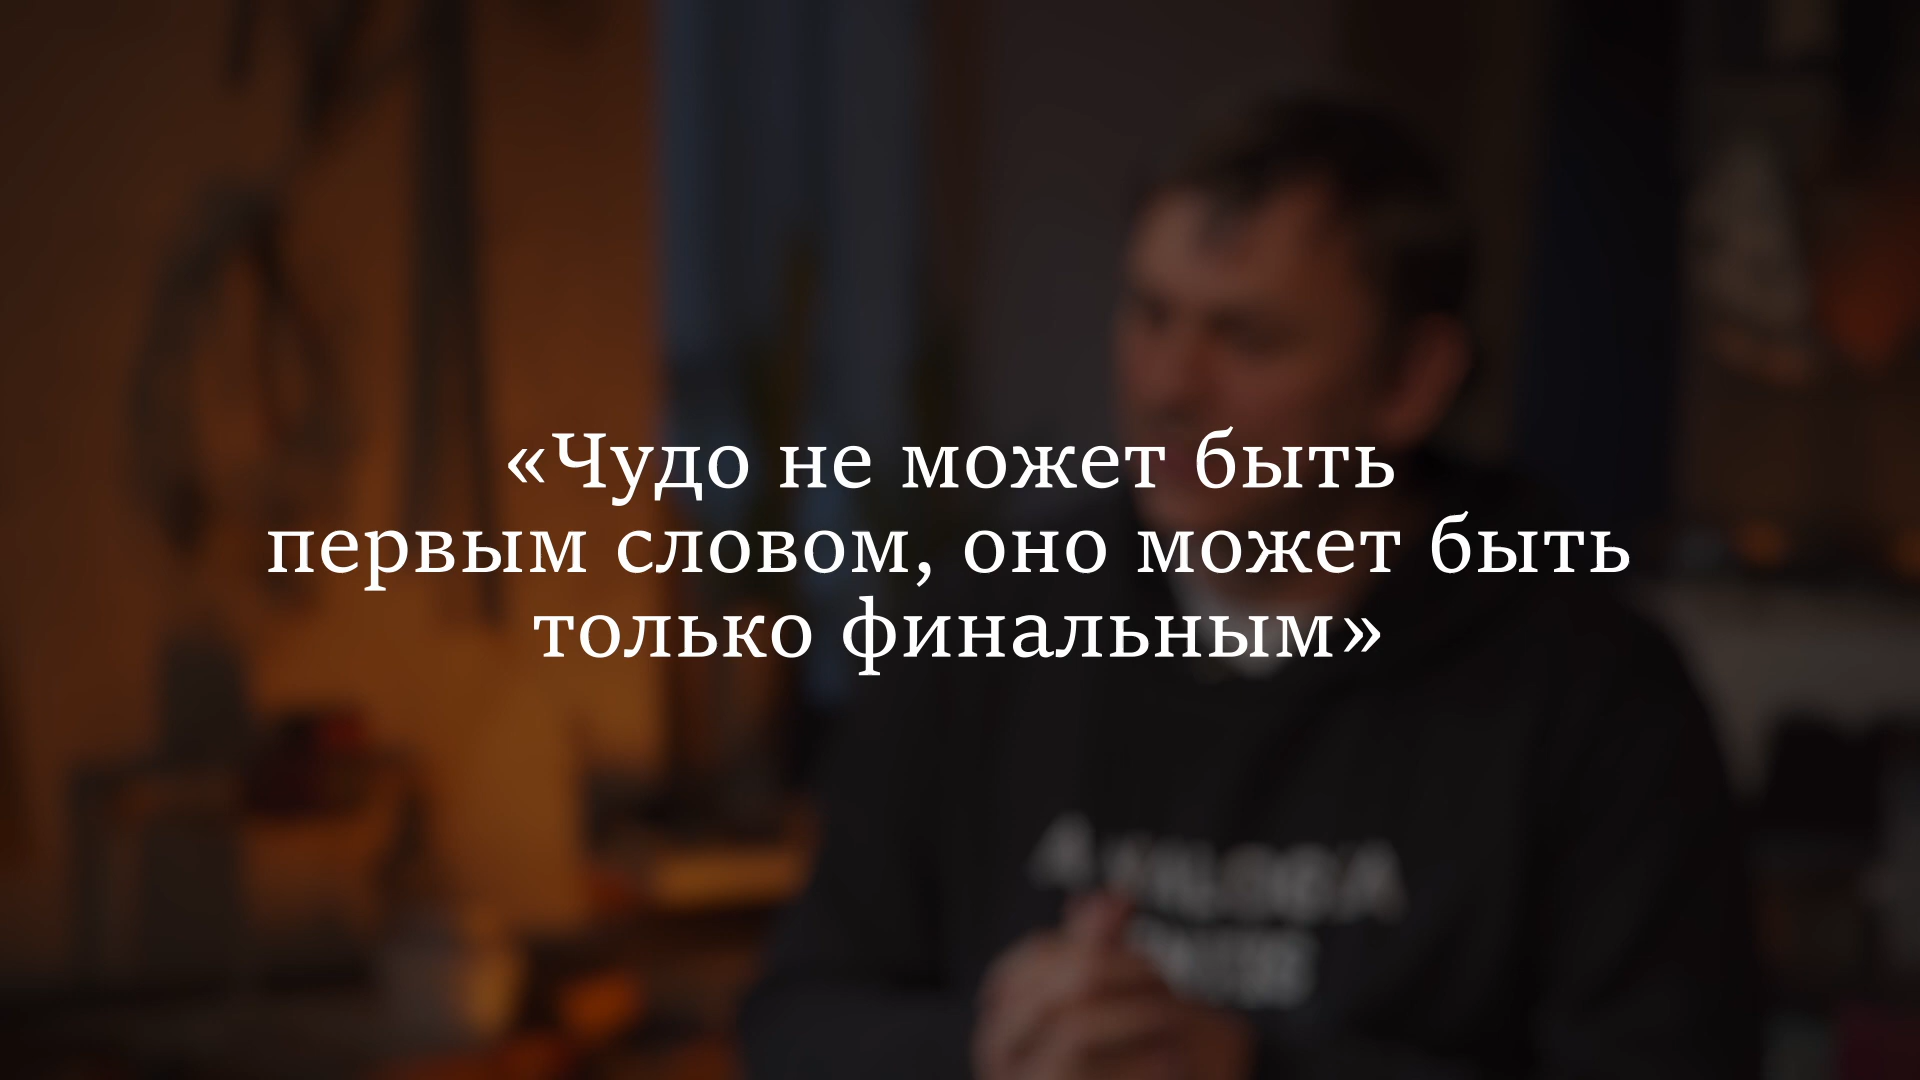 «Чудо не может быть
первым словом, оно может быть
только финальным»